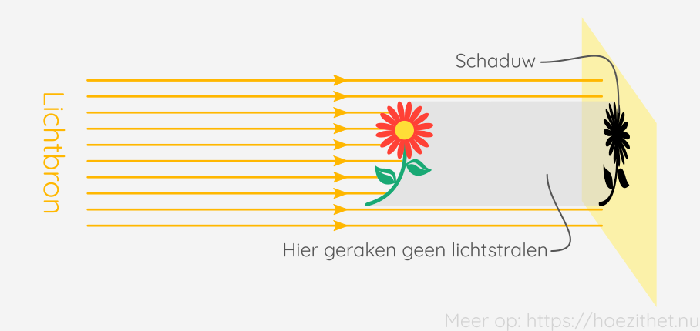 Schaduw
Lichtbron
Hier geraken geen lichtstralen
Meer op: https://hoezithet.nu